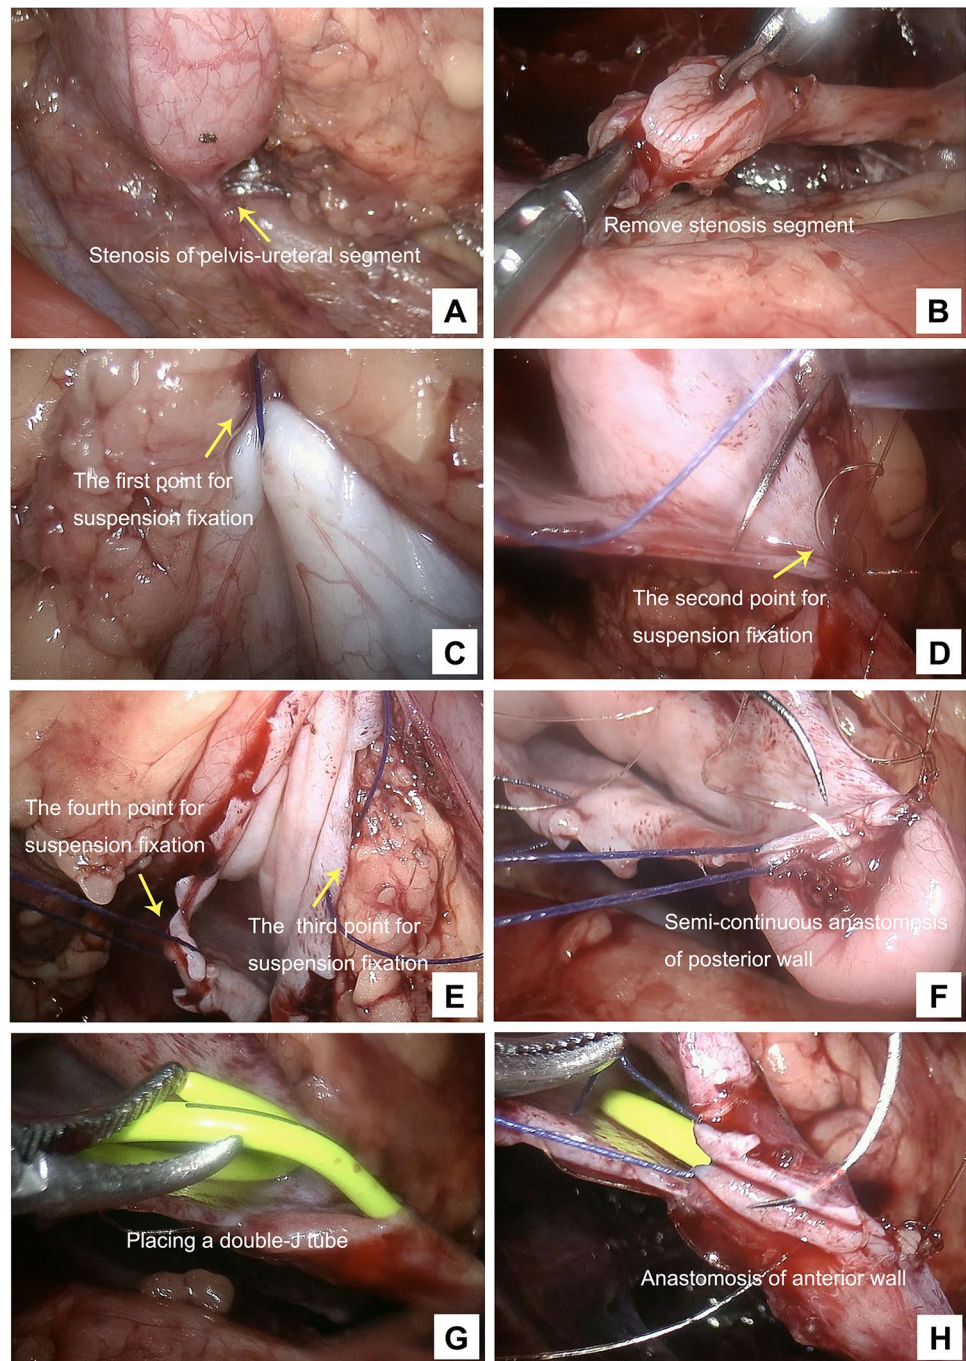 Stenosis of pelvis-ureteral segment
A
Remove stenosis segment
B
The first point for
suspension fixation
C
The second point for
suspension fixation
D
The fourth point for
suspension fixation
The third point for
suspension fixation
E
Semi-continuous anastomosis
of posterior wall
F
Placing a double-J tube
G
Anastomosis of anterior wall
H